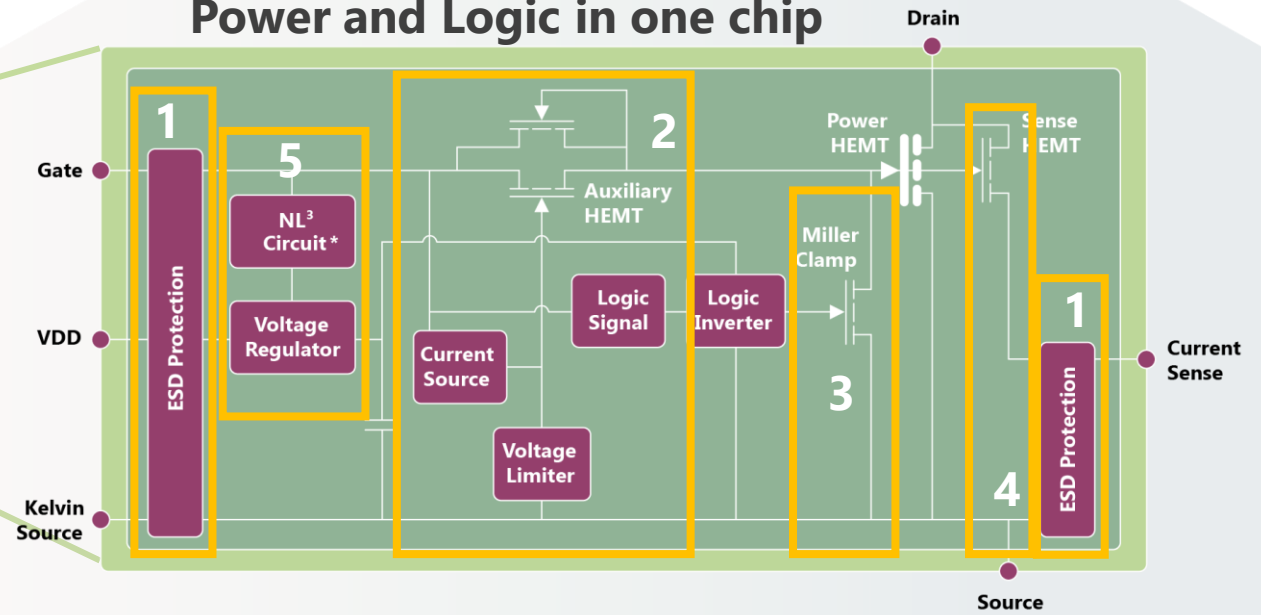 Power and Logic in one chip
Drain
1
5
2
Power
HEMT
Sense
HEMT
Gate
Auxiliary
HEMT
NL³
Circuit*
Miller
Clamp
ESD Protection
Logic
Signal
Logic
Inverter
1
VDD
Voltage
Regulator
Current
Source
Current
Sense
3
Voltage
Limiter
4
ESD Protection
Kelvin
Source
Source